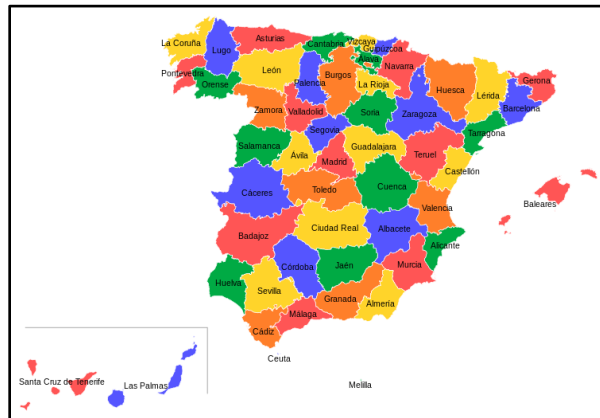 La Coruña
Lugo
Asturias
Cantabria
Vizcaya
Guipúzcoa
Álava
Navarra
Pontevedra
Orense
León
Palencia
Burgos
La Rioja
Huesca
Lérida
Gerona
Barcelona
Zamora
Valladolid
Soria
Zaragoza
Tarragona
Salamanca
Segovia
Ávila
Madrid
Guadalajara
Teruel
Castellón
Cáceres
Toledo
Cuenca
Valencia
Baleares
Badajoz
Ciudad Real
Albacete
Alicante
Huelva
Sevilla
Córdoba
Jaén
Murcia
Granada
Almería
Málaga
Cádiz
Ceuta
Melilla
Santa Cruz de Tenerife
Las Palmas